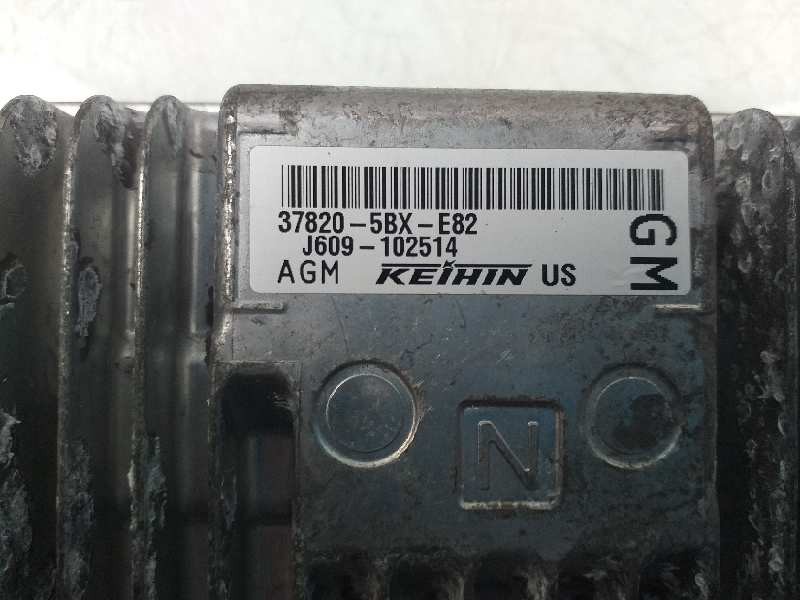 37820-5BX-E82
J609-102514
AGM KEIHIN US
GM
N